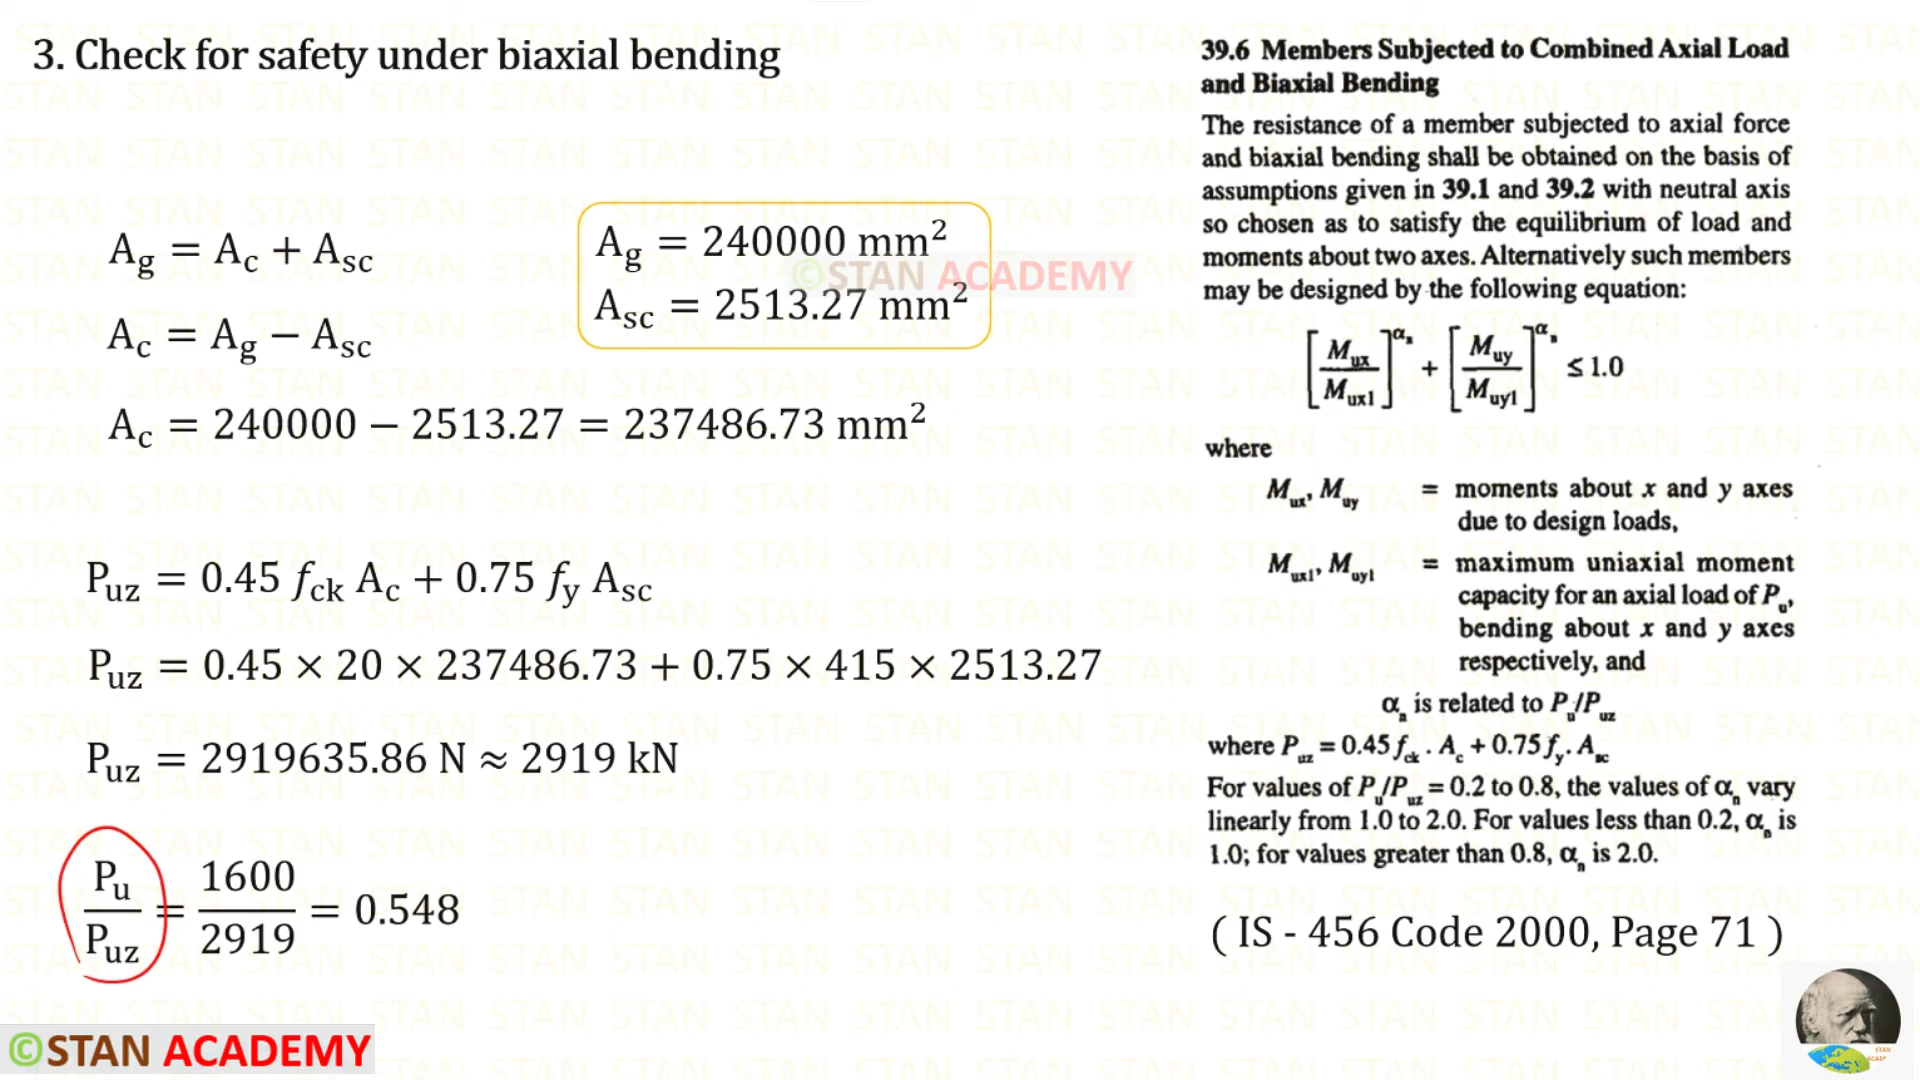 3. Check for safety under biaxial bending
A_g = A_c + A_sc
A_g = 240000 mm²
A_sc = 2513.27 mm²
©STAN ACADEMY
A_c = A_g − A_sc
A_c = 240000 − 2513.27 = 237486.73 mm²
P_uz = 0.45 f_ck A_c + 0.75 f_y A_sc
P_uz = 0.45 × 20 × 237486.73 + 0.75 × 415 × 2513.27
P_uz = 2919635.86 N ≈ 2919 kN
P_u / P_uz = 1600 / 2919 = 0.548
39.6 Members Subjected to Combined Axial Load
and Biaxial Bending
The resistance of a member subjected to axial force
and biaxial bending shall be obtained on the basis of
assumptions given in 39.1 and 39.2 with neutral axis
so chosen as to satisfy the equilibrium of load and
moments about two axes. Alternatively such members
may be designed by the following equation:
[M_ux / M_ux1]^α_n + [M_uy / M_uy1]^α_n ≤ 1.0
where
M_ux, M_uy = moments about x and y axes
due to design loads,
M_ux1, M_uy1 = maximum uniaxial moment
capacity for an axial load of P_u,
bending about x and y axes
respectively, and
α_n is related to P_u/P_uz
where P_uz = 0.45 f_ck . A_c + 0.75 f_y . A_sc
For values of P_u/P_uz = 0.2 to 0.8, the values of α_n vary
linearly from 1.0 to 2.0. For values less than 0.2, α_n is
1.0; for values greater than 0.8, α_n is 2.0.
( IS - 456 Code 2000, Page 71 )
©STAN ACADEMY
STAN